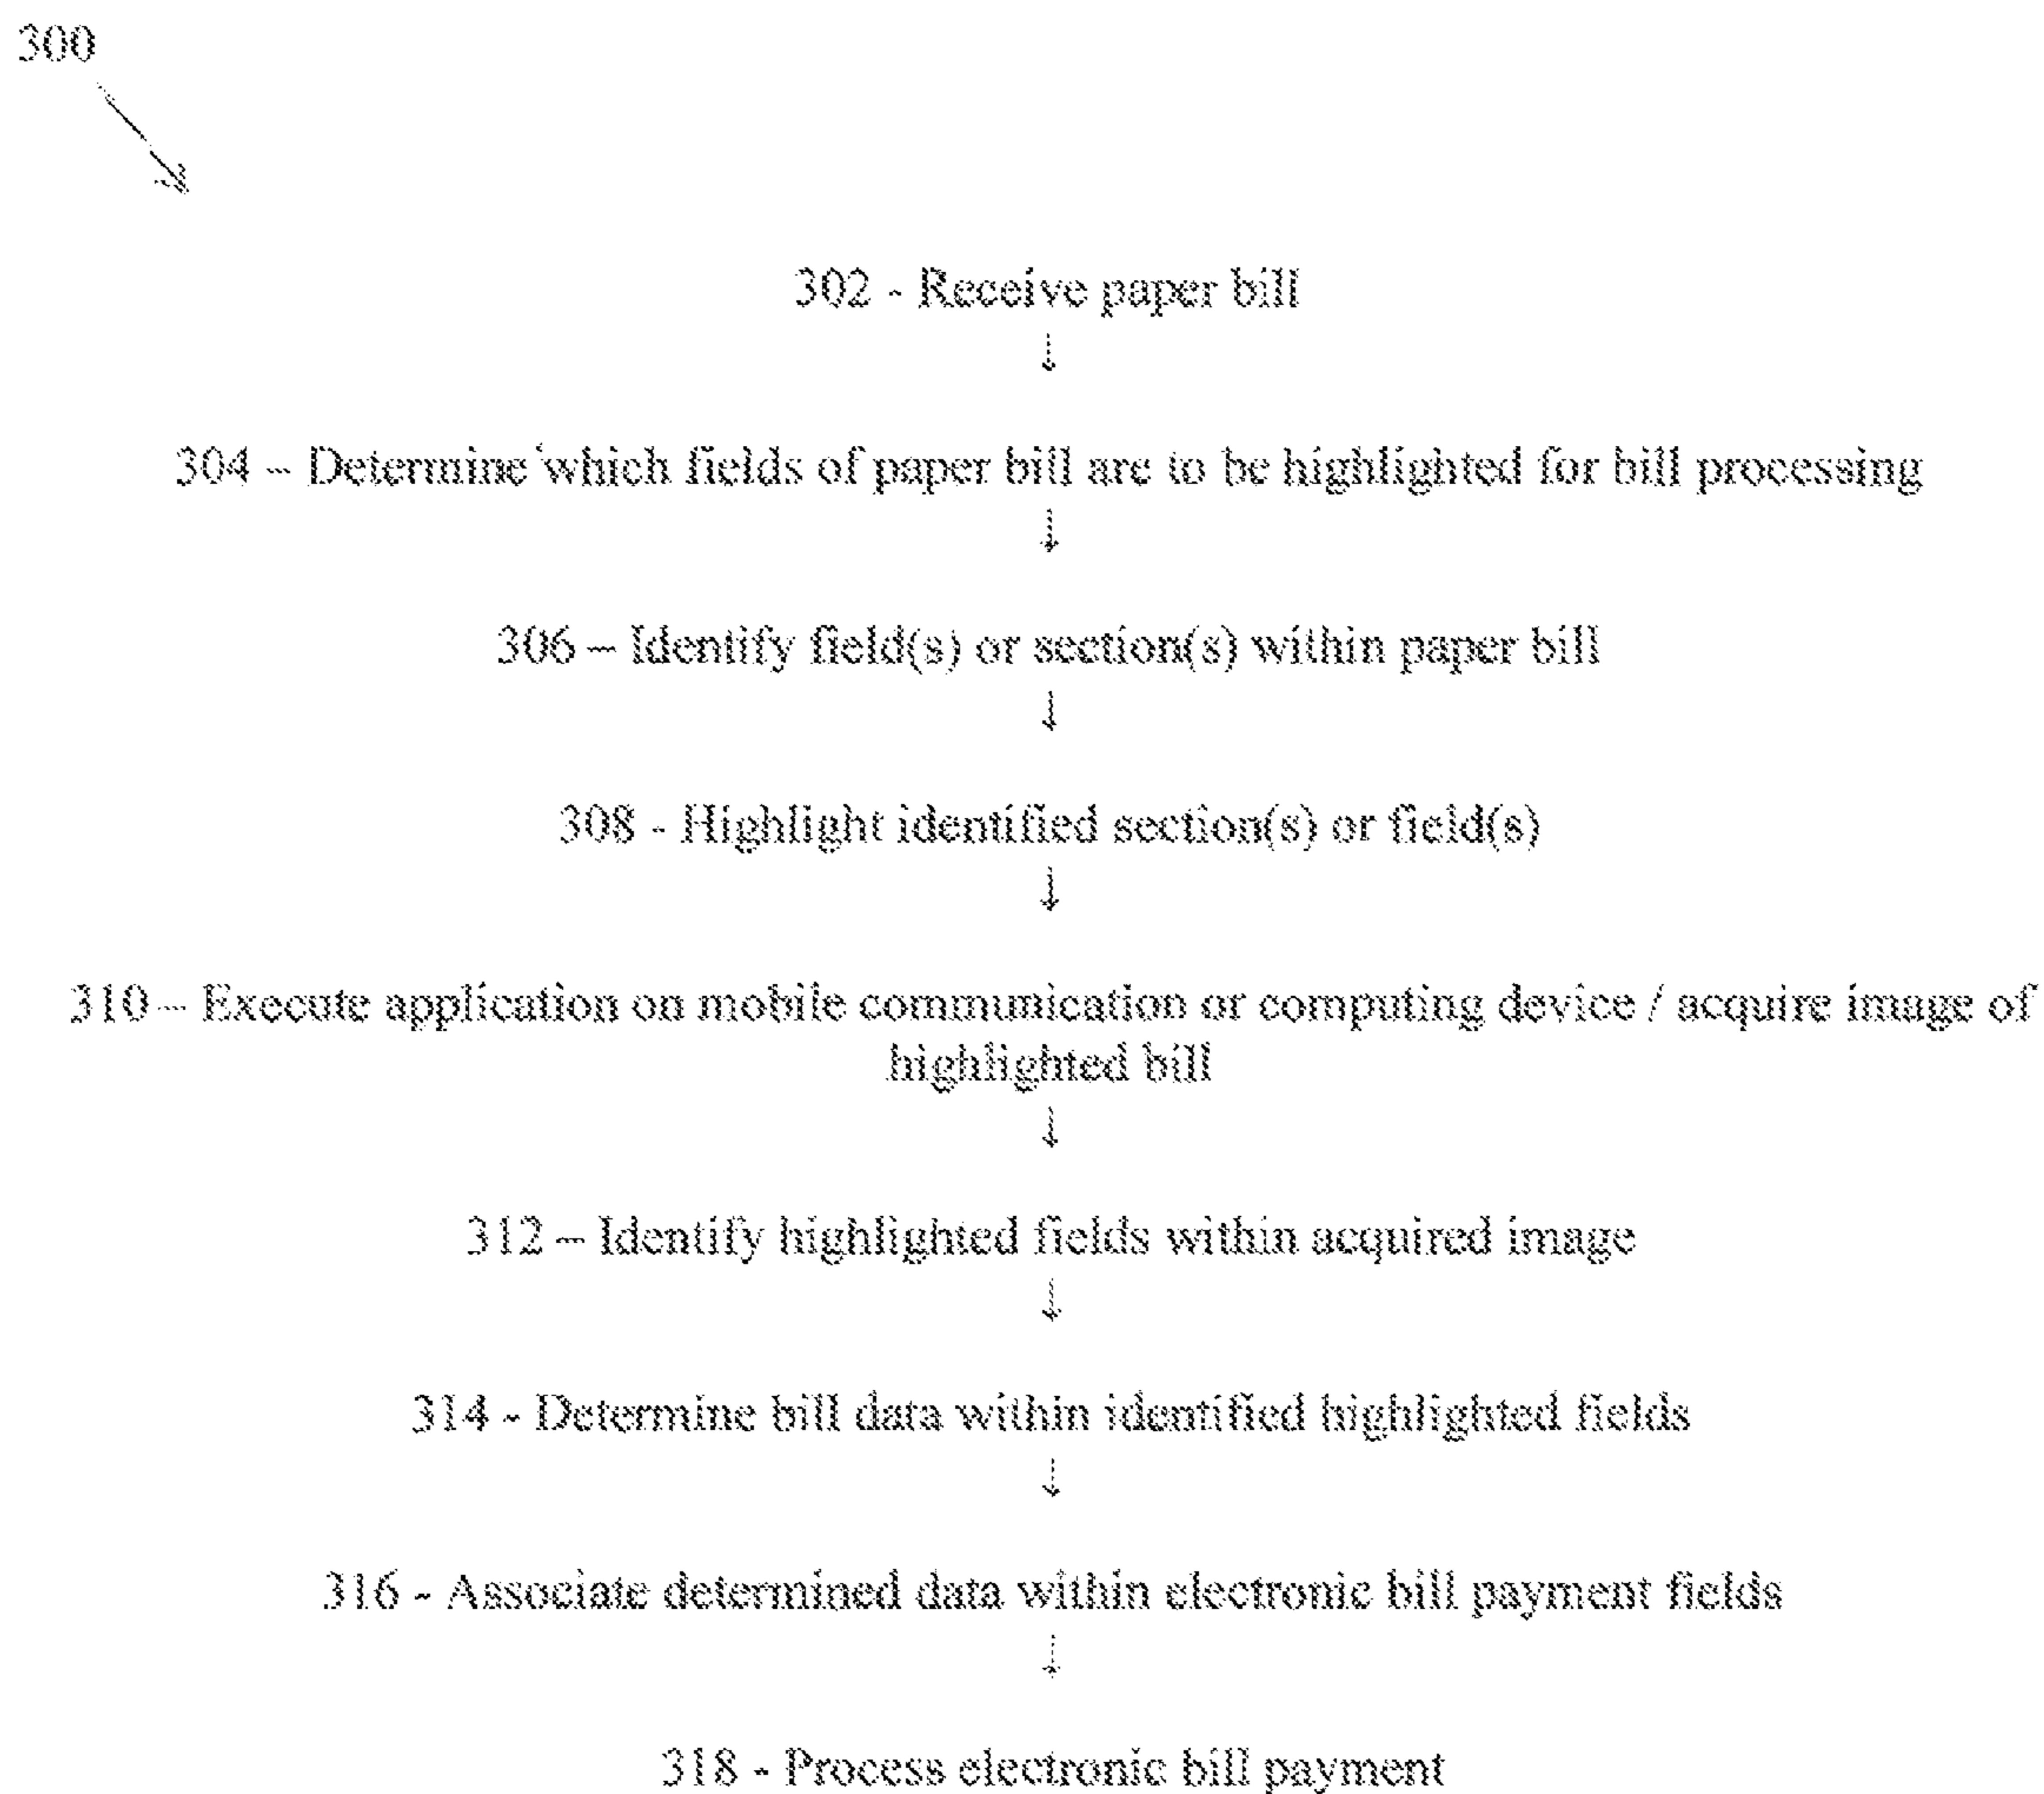 300
302 - Receive paper bill
↓
304 – Determine which fields of paper bill are to be highlighted for bill processing
↓
306 – Identify field(s) or section(s) within paper bill
↓
308 - Highlight identified section(s) or field(s)
↓
310 – Execute application on mobile communication or computing device / acquire image of
highlighted bill
↓
312 – Identify highlighted fields within acquired image
↓
314 - Determine bill data within identified highlighted fields
↓
316 - Associate determined data within electronic bill payment fields
↓
318 - Process electronic bill payment